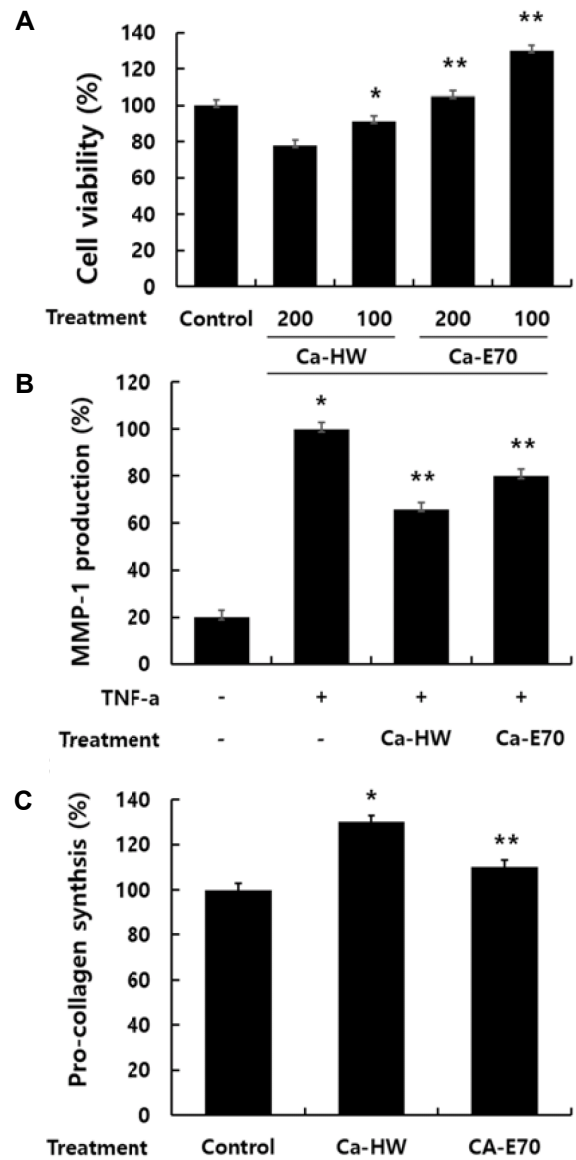 A
Cell viability (%)
140
120
100
80
60
40
20
0
*
**
**
Treatment Control 200 100 200 100
Ca-HW Ca-E70
B
MMP-1 production (%)
120
100
80
60
40
20
0
*
**
**
TNF-a - + + +
Treatment - - Ca-HW Ca-E70
C
Pro-collagen synthsis (%)
140
120
100
80
60
40
20
0
*
**
Treatment Control Ca-HW CA-E70